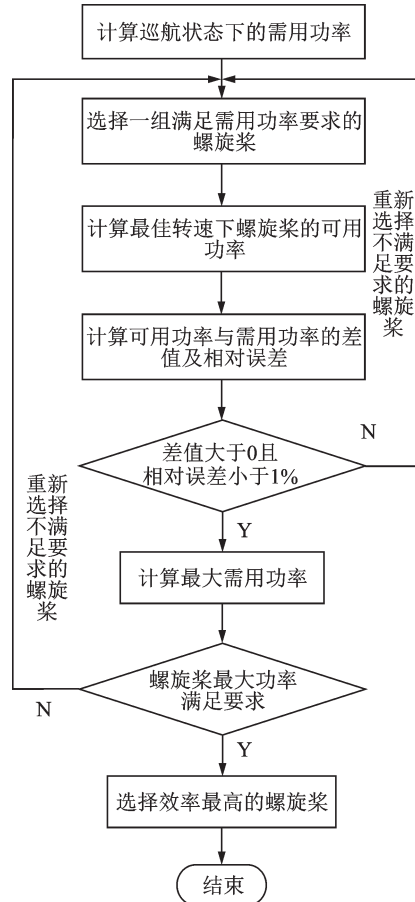 计算巡航状态下的需用功率
选择一组满足需用功率要求的
螺旋桨
计算最佳转速下螺旋桨的可用
功率
重新
选择
不满
足要
求的
螺旋
桨
计算可用功率与需用功率的差
值及相对误差
差值大于0且
相对误差小于1%
N
Y
重新
选择
不满
足要
求的
螺旋
桨
计算最大需用功率
螺旋桨最大功率
满足要求
N
Y
选择效率最高的螺旋桨
结束